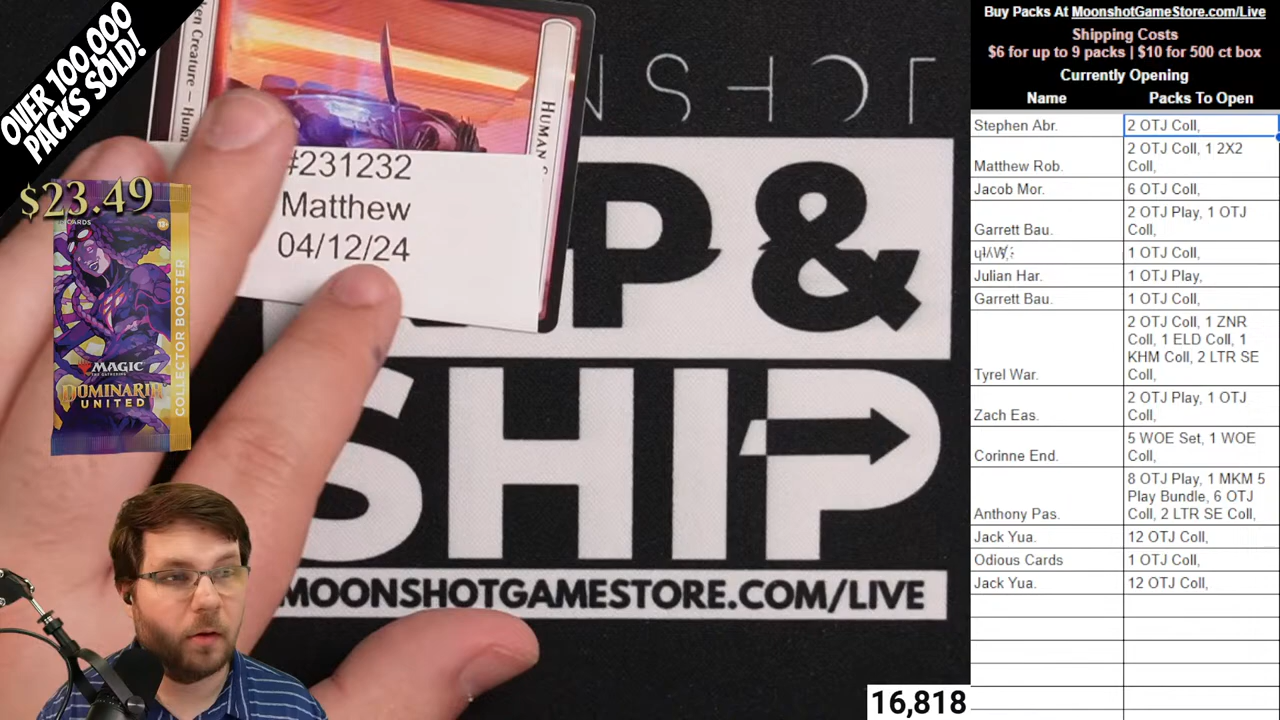 OVER 100,000
PACKS SOLD!
$23.49
CARDS
13+
COLLECTOR BOOSTER
MAGIC
DOMINARIA
UNITED
Creature – Human
HUMAN
#231232
Matthew
04/12/24
P &
SHIP
MOONSHOTGAMESTORE.COM/LIVE
16,818
Buy Packs At MoonshotGameStore.com/Live
Shipping Costs
$6 for up to 9 packs | $10 for 500 ct box
Currently Opening
Name Packs To Open
Stephen Abr. 2 OTJ Coll,
Matthew Rob. 2 OTJ Coll, 1 2X2
Coll,
Jacob Mor. 6 OTJ Coll,
Garrett Bau. 2 OTJ Play, 1 OTJ
Coll,
1 OTJ Coll,
Julian Har. 1 OTJ Play,
Garrett Bau. 1 OTJ Coll,
Tyrel War. 2 OTJ Coll, 1 ZNR
Coll, 1 ELD Coll, 1
KHM Coll, 2 LTR SE
Coll,
Zach Eas. 2 OTJ Play, 1 OTJ
Coll,
Corinne End. 5 WOE Set, 1 WOE
Coll,
Anthony Pas. 8 OTJ Play, 1 MKM 5
Play Bundle, 6 OTJ
Coll, 2 LTR SE Coll,
Jack Yua. 12 OTJ Coll,
Odious Cards 1 OTJ Coll,
Jack Yua. 12 OTJ Coll,